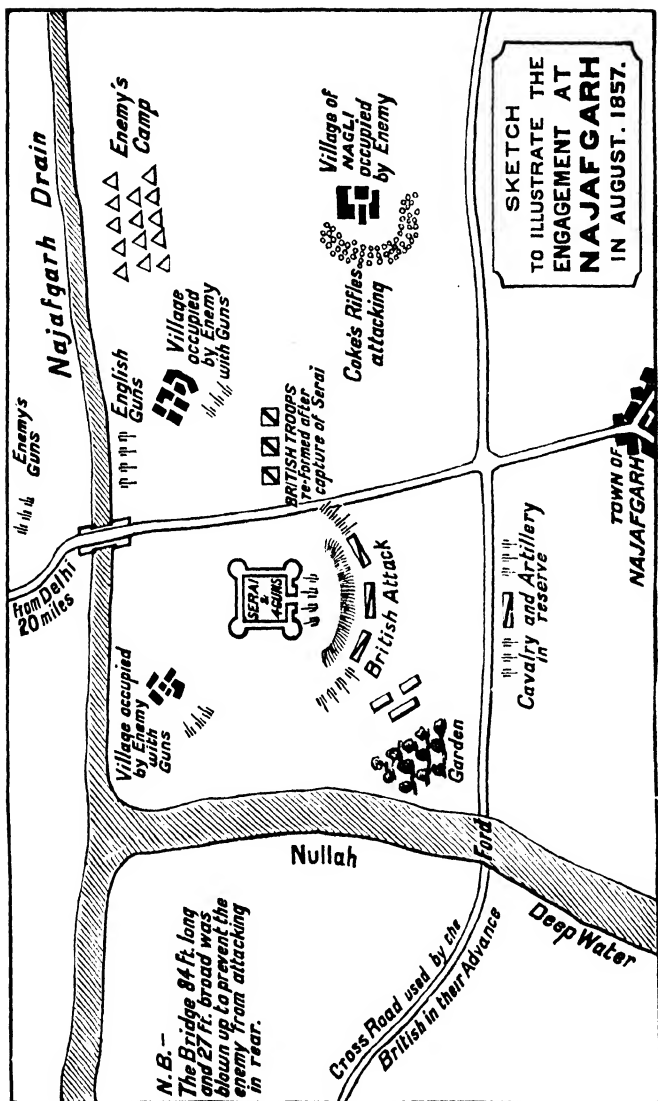 SKETCH
TO ILLUSTRATE THE
ENGAGEMENT AT
NAJAFGARH
IN AUGUST. 1857.
Najafgarh Drain
Enemy's
Guns
From Delhi
20 miles
Enemy's
Camp
English
Guns
Village
occupied
by Enemy
with Guns
Village of
NAGLI
occupied
by Enemy
Coke's Rifles
attacking
BRITISH TROOPS
re-formed after
capture of Serai
SERAI
&
4 GUNS
Village occupied
by Enemy
with
Guns
British Attack
Garden
Cavalry and Artillery
in reserve
TOWN OF
NAJAFGARH
Nullah
Ford
Deep Water
Cross Road used by the
British in their Advance
N.B.-
The Bridge 84 ft. long
and 27 ft. broad was
blown up to prevent the
enemy from attacking
in rear.